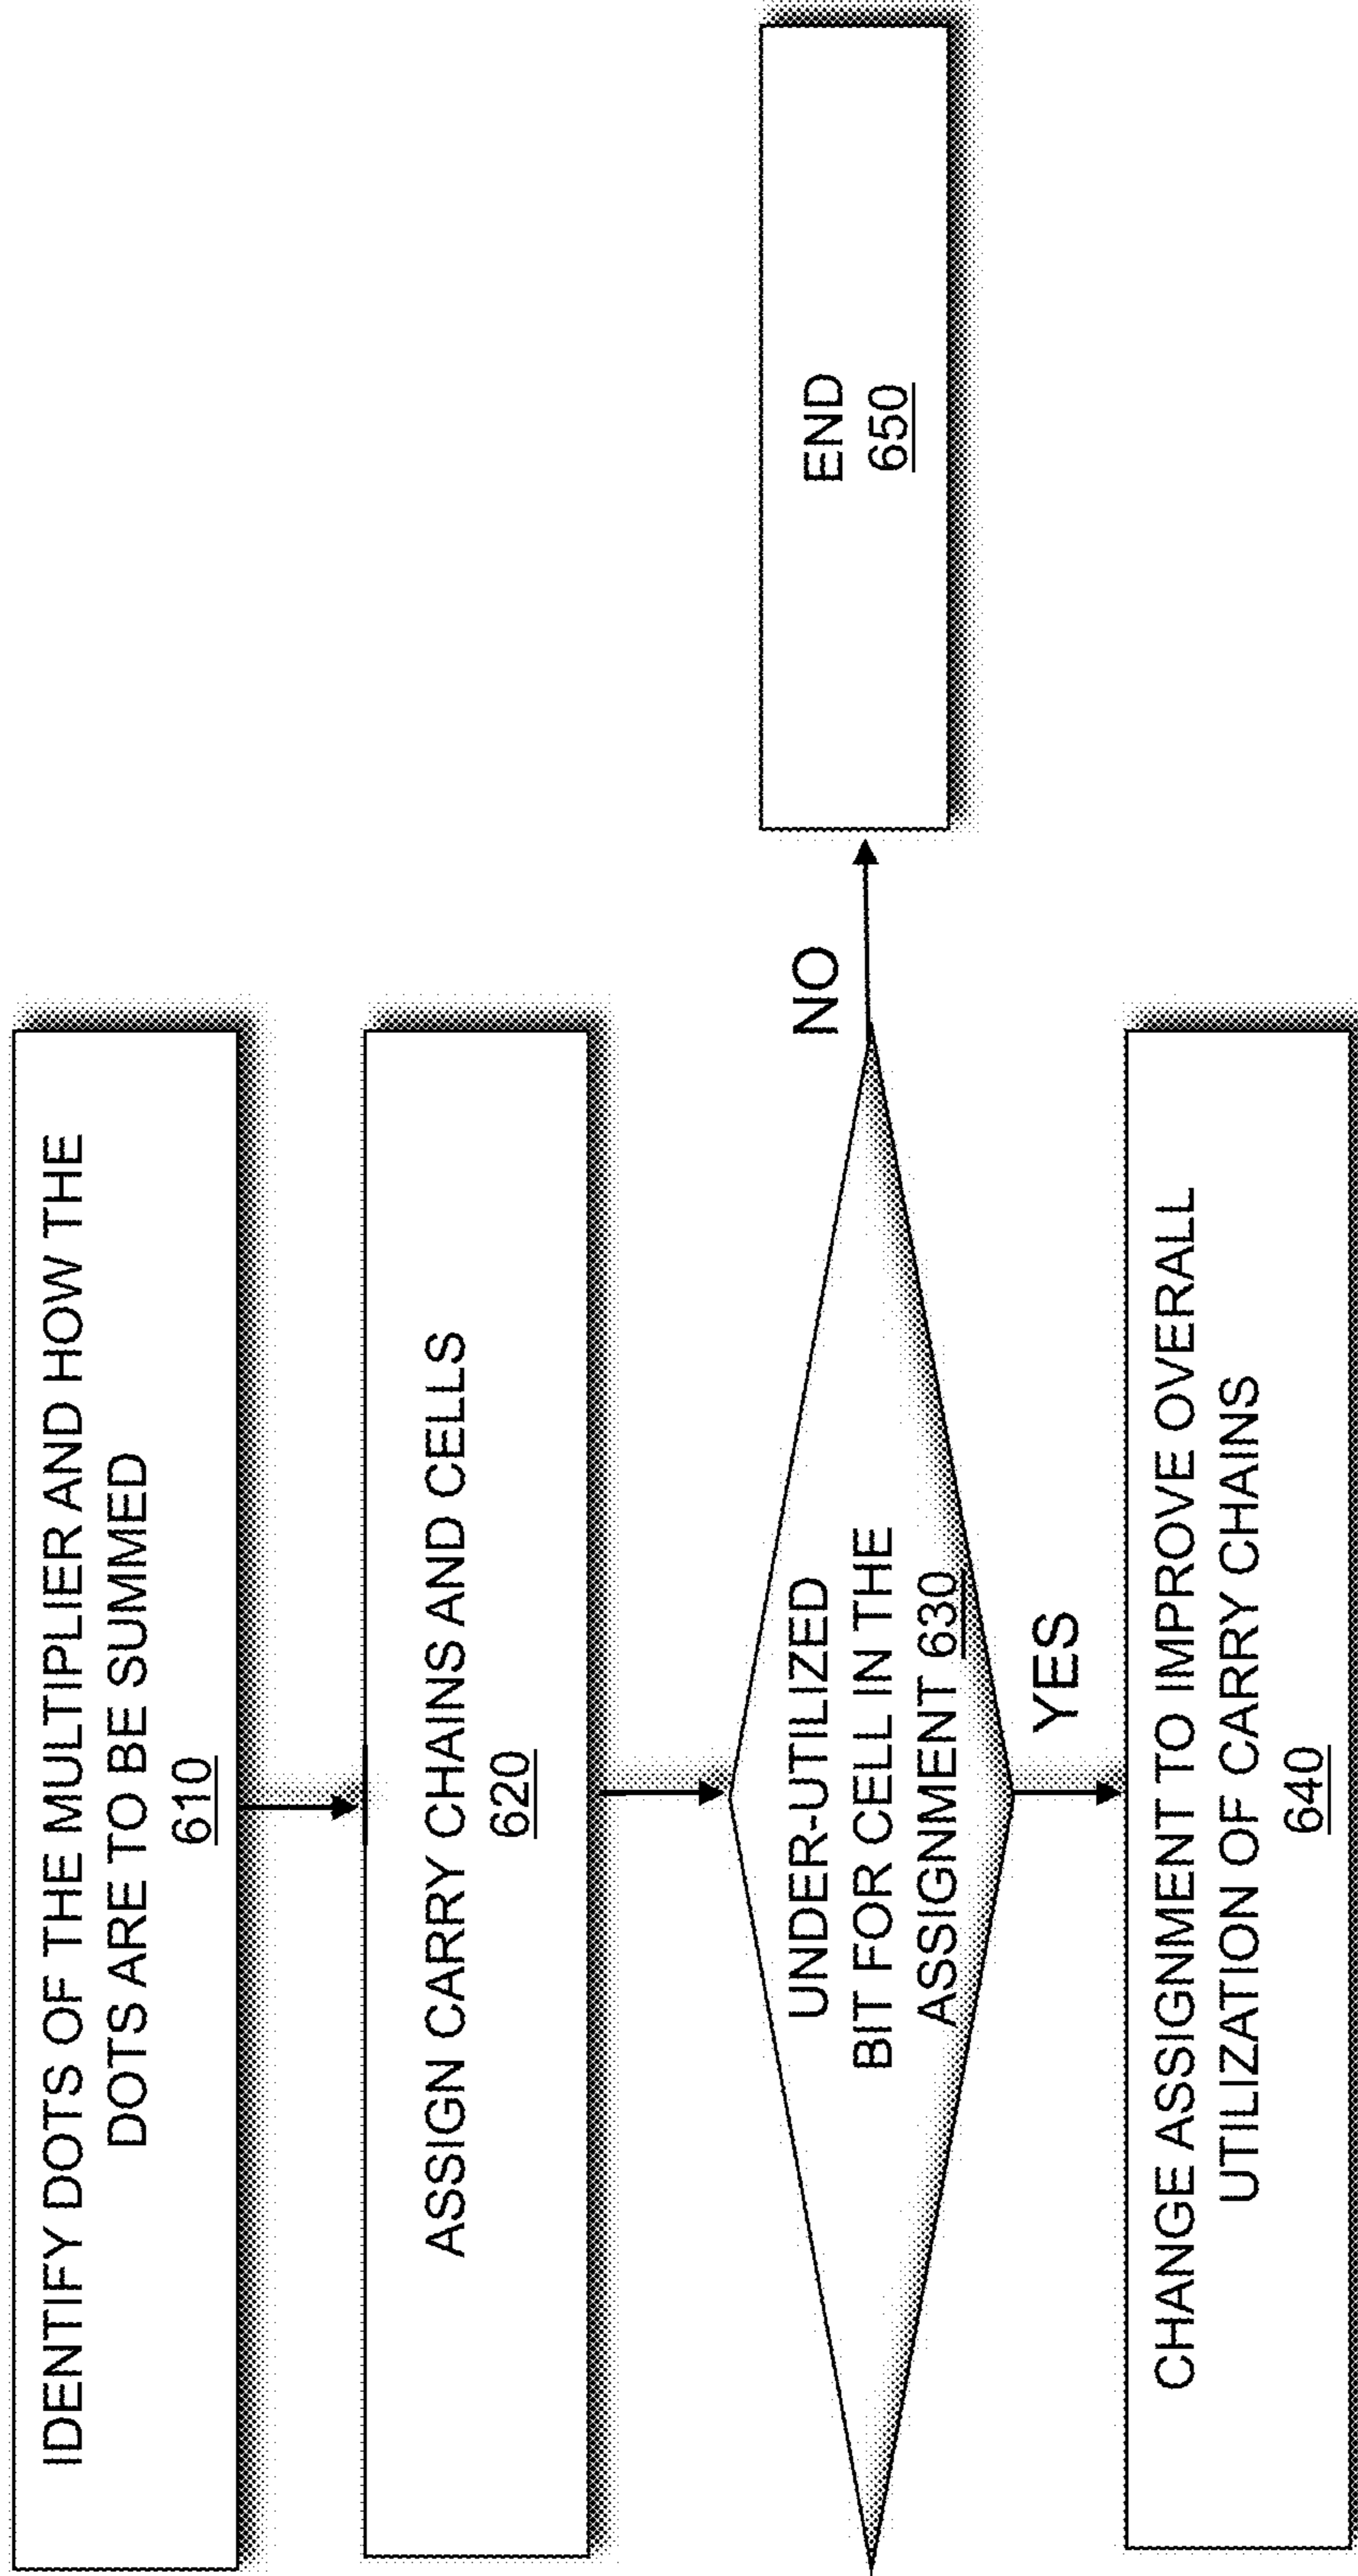 IDENTIFY DOTS OF THE MULTIPLIER AND HOW THE
DOTS ARE TO BE SUMMED
610
ASSIGN CARRY CHAINS AND CELLS
620
UNDER-UTILIZED
BIT FOR CELL IN THE
ASSIGNMENT 630
NO
END
650
YES
CHANGE ASSIGNMENT TO IMPROVE OVERALL
UTILIZATION OF CARRY CHAINS
640